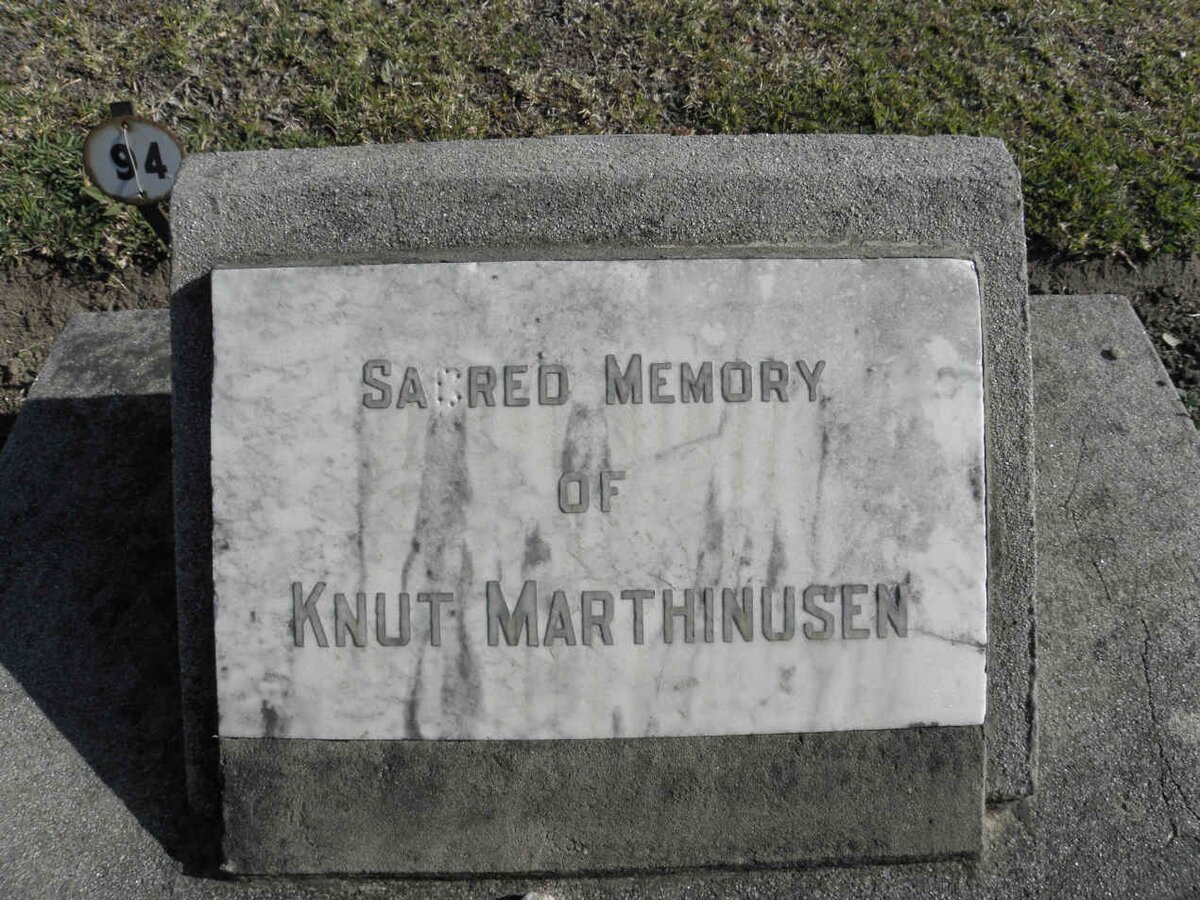 94
SACRED MEMORY
OF
KNUT MARTHINUSEN